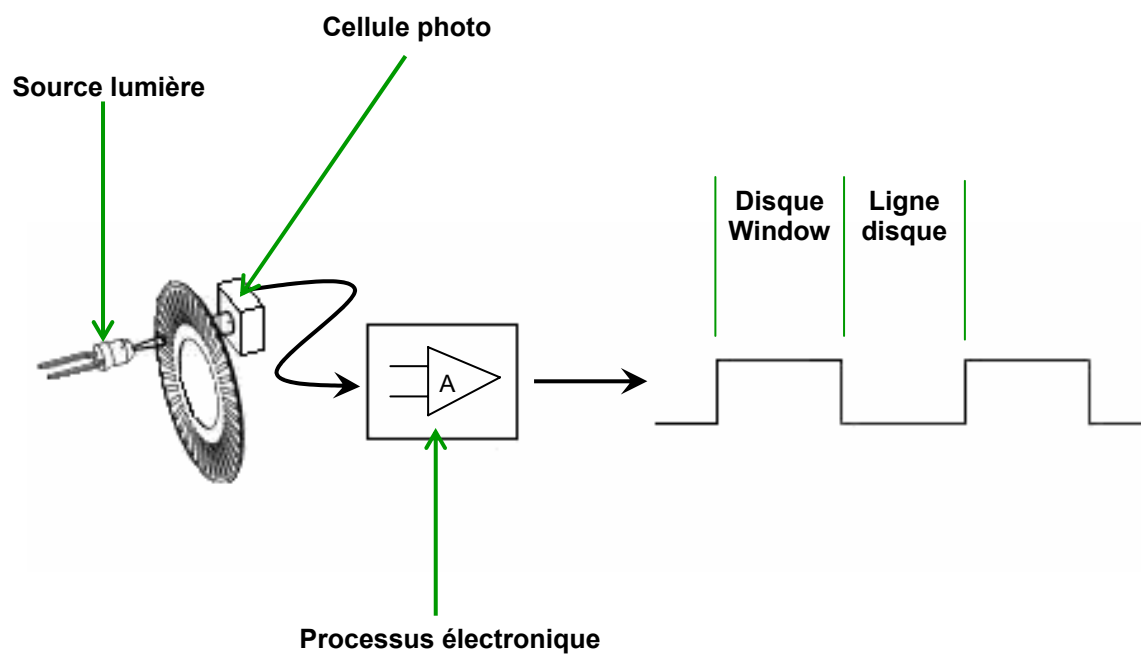 Cellule photo
Source lumière
Disque
Window
Ligne
disque
A
Processus électronique